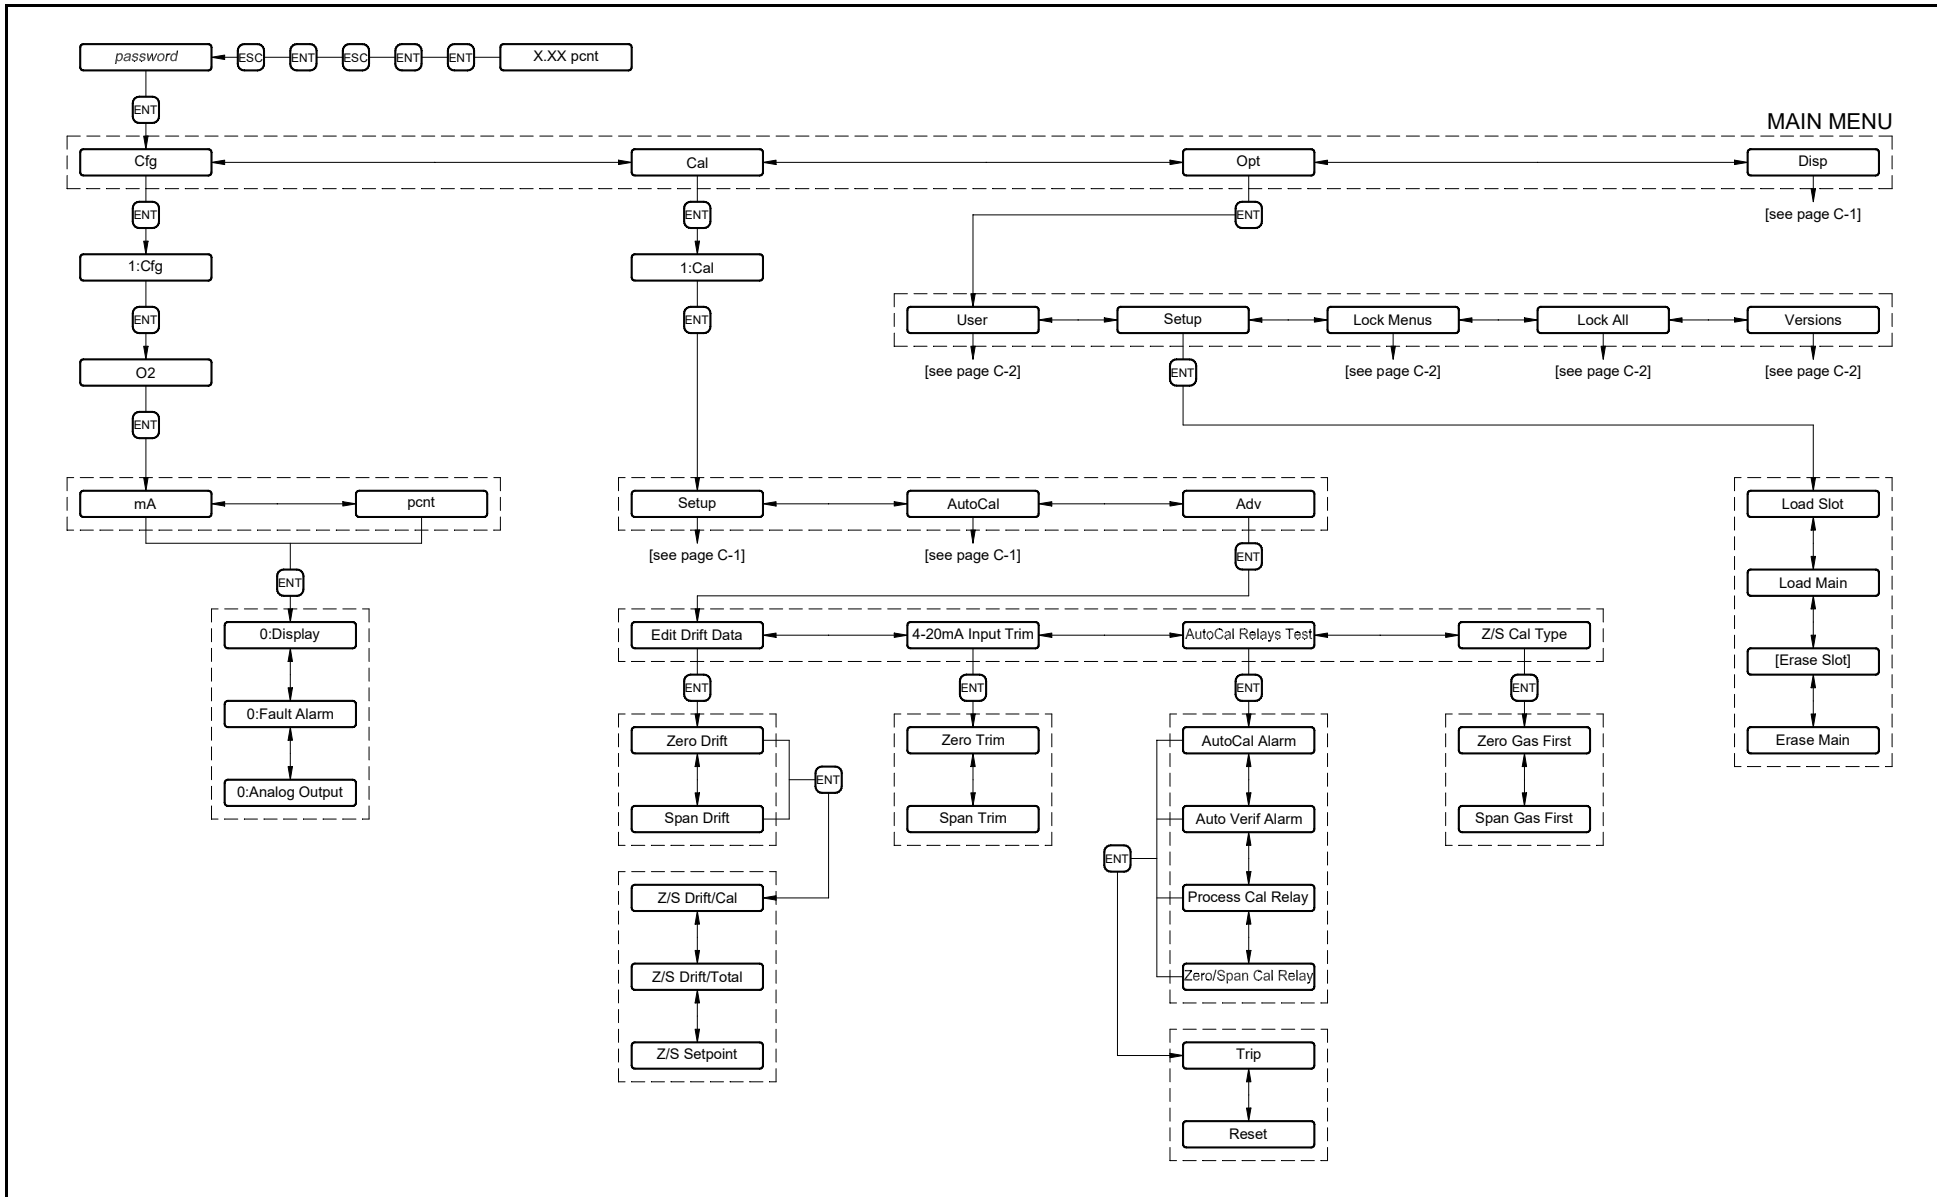 password
ESC
ENT
ESC
ENT
ENT
X.XX pcnt
ENT
MAIN MENU
Cfg
Cal
Opt
Disp
ENT
ENT
ENT
[see page C-1]
1:Cfg
1:Cal
ENT
ENT
User
Setup
Lock Menus
Lock All
Versions
O2
[see page C-2]
ENT
[see page C-2]
[see page C-2]
[see page C-2]
ENT
mA
pcnt
Setup
AutoCal
Adv
Load Slot
[see page C-1]
[see page C-1]
ENT
ENT
Load Main
0:Display
Edit Drift Data
4-20mA Input Trim
AutoCal Relays Test
Z/S Cal Type
[Erase Slot]
ENT
ENT
ENT
ENT
0:Fault Alarm
Zero Drift
Zero Trim
AutoCal Alarm
Zero Gas First
Erase Main
ENT
0:Analog Output
Span Drift
Span Trim
Auto Verif Alarm
Span Gas First
ENT
Z/S Drift/Cal
Process Cal Relay
Z/S Drift/Total
Zero/Span Cal Relay
Z/S Setpoint
Trip
Reset